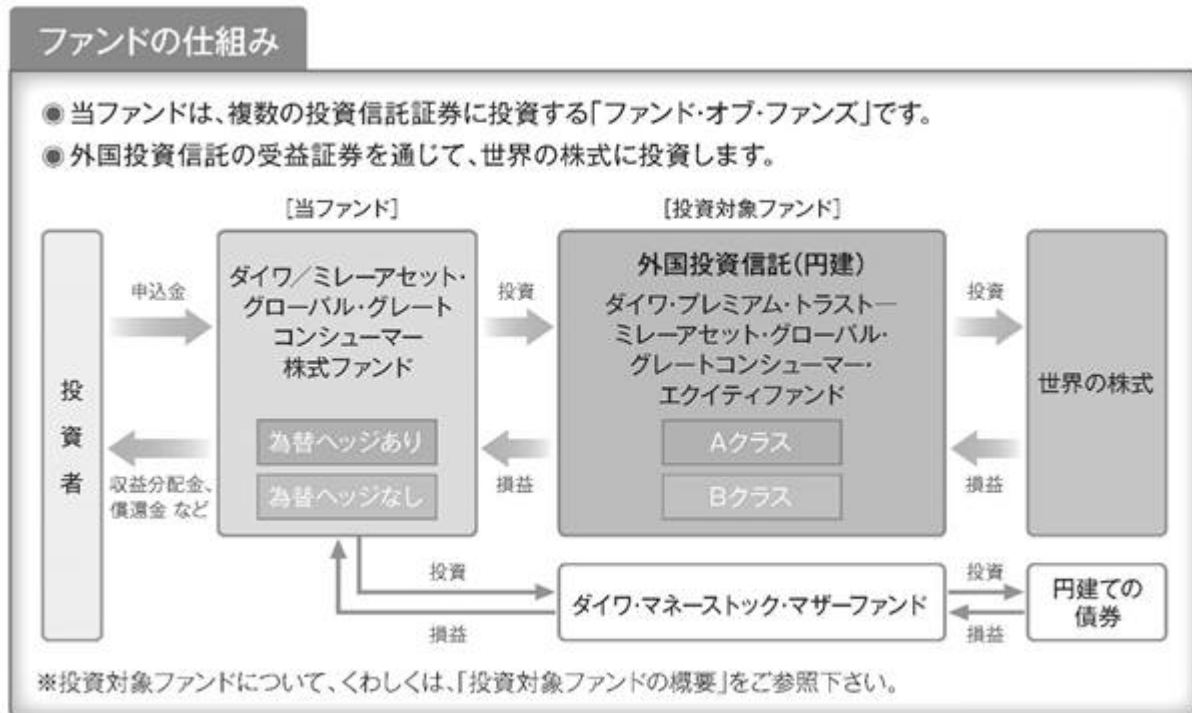 ファンドの仕組み
●当ファンドは、複数の投資信託証券に投資する「ファンド・オブ・ファンズ」です。
●外国投資信託の受益証券を通じて、世界の株式に投資します。
[当ファンド]
[投資対象ファンド]
投資者
申込金
収益分配金、
償還金 など
ダイワ／ミレーアセット・
グローバル・グレート
コンシューマー
株式ファンド
為替ヘッジあり
為替ヘッジなし
投資
損益
外国投資信託(円建)
ダイワ・プレミアム・トラスト―
ミレーアセット・グローバル・
グレートコンシューマー・
エクイティファンド
Aクラス
Bクラス
投資
損益
世界の株式
投資
損益
ダイワ・マネーストック・マザーファンド
投資
損益
円建ての
債券
※投資対象ファンドについて、くわしくは、「投資対象ファンドの概要」をご参照下さい。